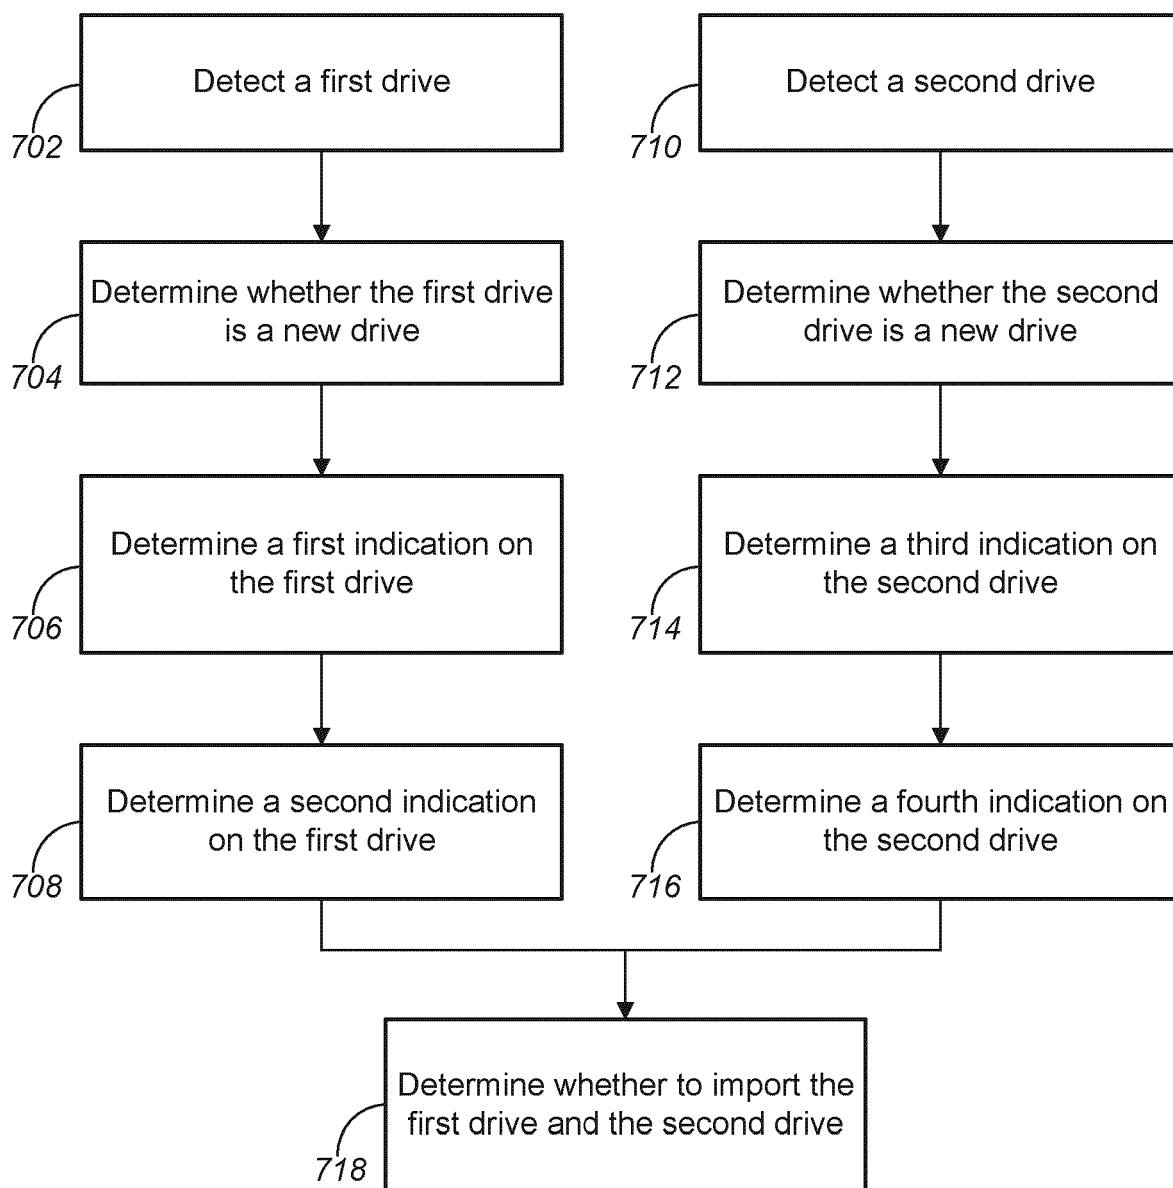 Detect a first drive
702
Determine whether the first drive
is a new drive
704
Determine a first indication on
the first drive
706
Determine a second indication
on the first drive
708
Detect a second drive
710
Determine whether the second
drive is a new drive
712
Determine a third indication on
the second drive
714
Determine a fourth indication on
the second drive
716
Determine whether to import the
first drive and the second drive
718